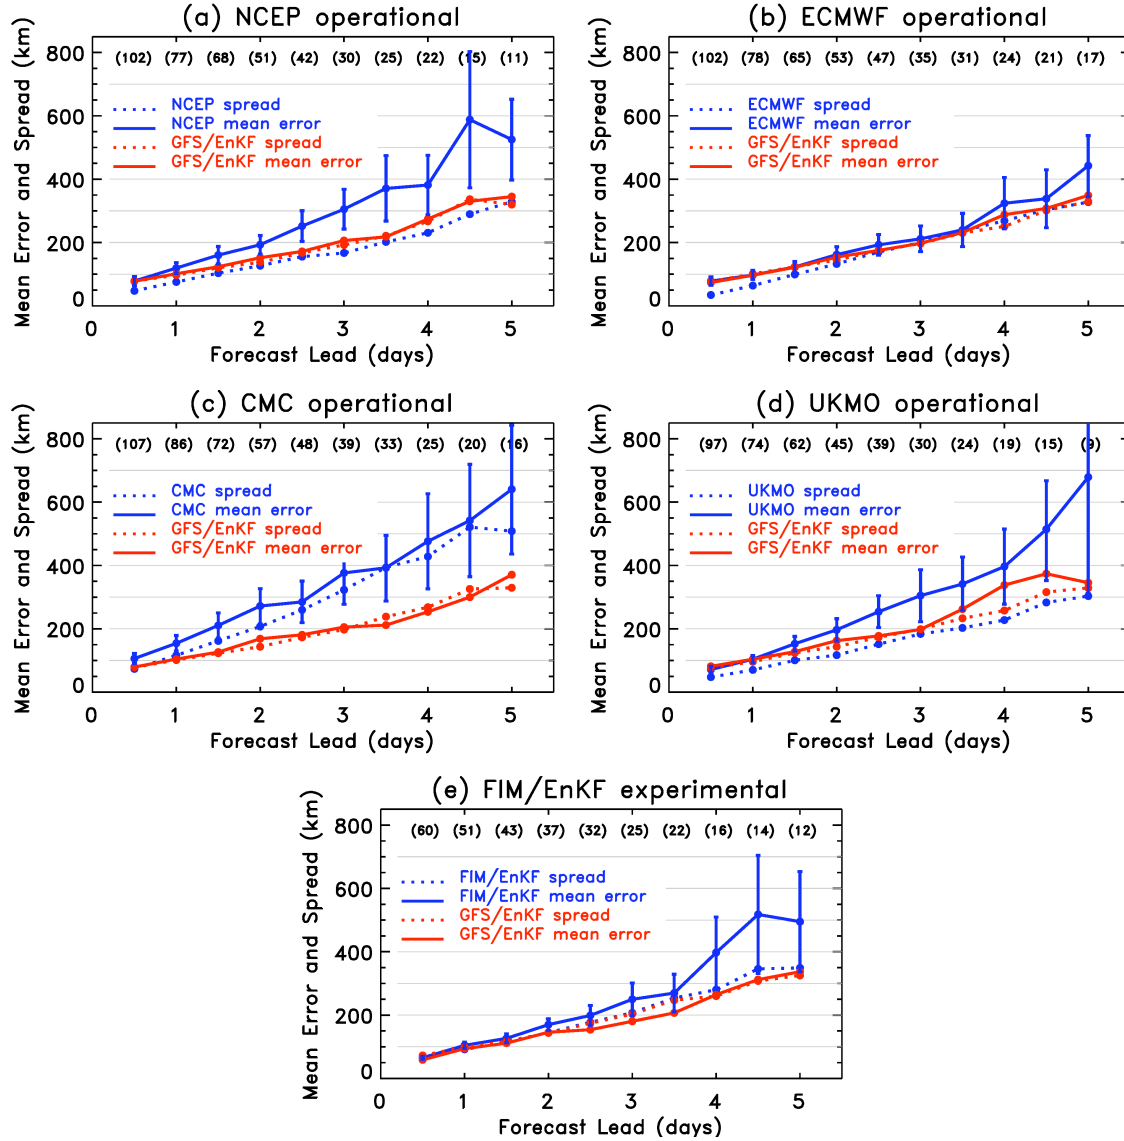 (a) NCEP operational
800
600
400
200
0
Mean Error and Spread (km)
(102) (77) (68) (51) (42) (30) (25) (22) (15) (11)
NCEP spread
NCEP mean error
GFS/EnKF spread
GFS/EnKF mean error
0 1 2 3 4 5
Forecast Lead (days)
(b) ECMWF operational
800
600
400
200
0
Mean Error and Spread (km)
(102) (78) (65) (53) (47) (35) (31) (24) (21) (17)
ECMWF spread
ECMWF mean error
GFS/EnKF spread
GFS/EnKF mean error
0 1 2 3 4 5
Forecast Lead (days)
(c) CMC operational
800
600
400
200
0
Mean Error and Spread (km)
(107) (86) (72) (57) (48) (39) (33) (25) (20) (16)
CMC spread
CMC mean error
GFS/EnKF spread
GFS/EnKF mean error
0 1 2 3 4 5
Forecast Lead (days)
(d) UKMO operational
800
600
400
200
0
Mean Error and Spread (km)
(97) (74) (62) (45) (39) (30) (24) (19) (15) (9)
UKMO spread
UKMO mean error
GFS/EnKF spread
GFS/EnKF mean error
0 1 2 3 4 5
Forecast Lead (days)
(e) FIM/EnKF experimental
800
600
400
200
0
Mean Error and Spread (km)
(60) (51) (43) (37) (32) (25) (22) (16) (14) (12)
FIM/EnKF spread
FIM/EnKF mean error
GFS/EnKF spread
GFS/EnKF mean error
0 1 2 3 4 5
Forecast Lead (days)